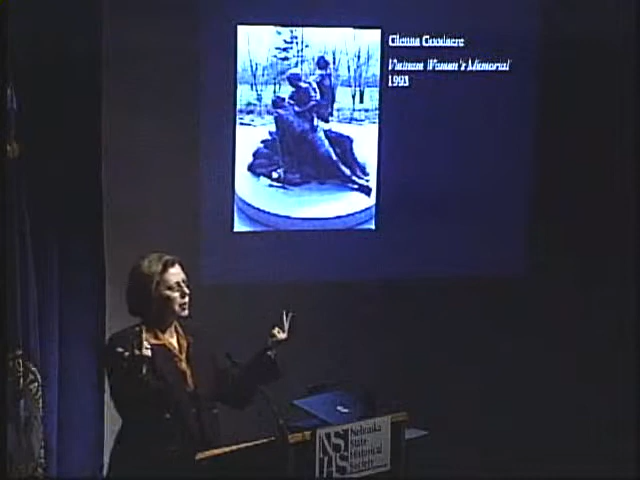 Glenna Goodacre
Vietnam Women's Memorial
1993
NS
HS
Nebraska
State
Historical
Society